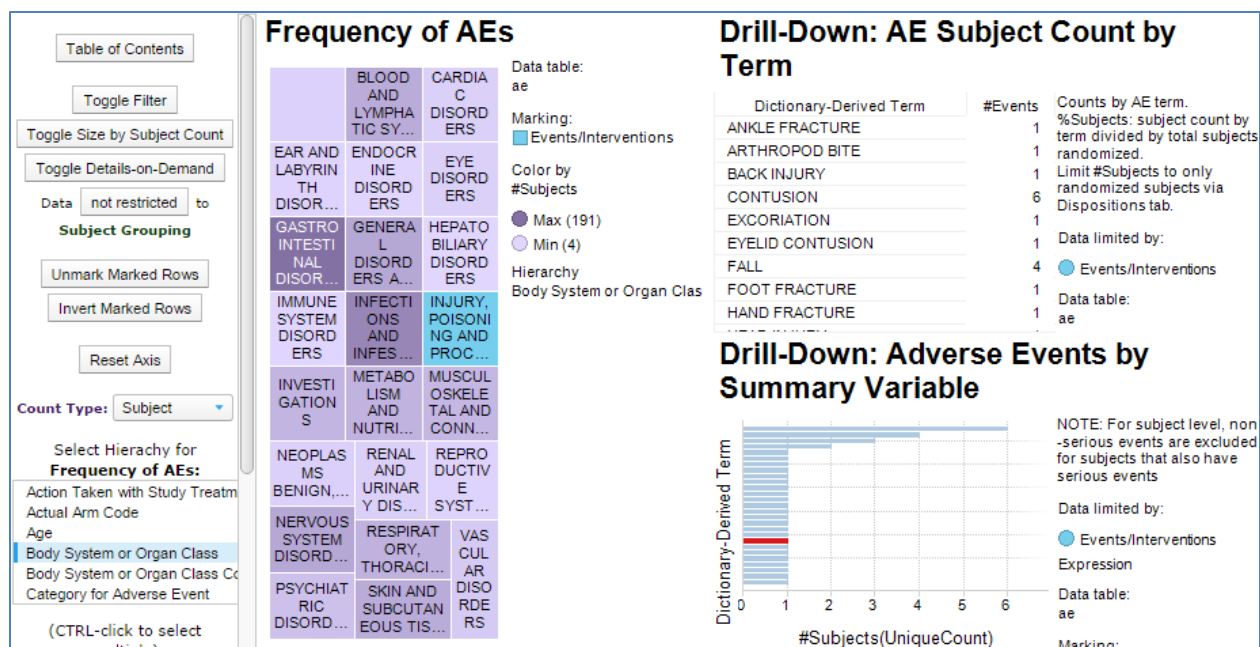 Table of Contents
Toggle Filter
Toggle Size by Subject Count
Toggle Details-on-Demand
Data not restricted to
Subject Grouping
Unmark Marked Rows
Invert Marked Rows
Reset Axis
Count Type: Subject
Select Hierachy for
Frequency of AEs:
Action Taken with Study Treatm
Actual Arm Code
Age
Body System or Organ Class
Body System or Organ Class Co
Category for Adverse Event
(CTRL-click to select
Frequency of AEs
BLOOD
AND
LYMPHA
TIC SY...
CARDIA
C
DISORD
ERS
EAR AND
LABYRIN
TH
DISOR...
ENDOCR
INE
DISORD
ERS
EYE
DISORD
ERS
GASTRO
INTESTI
NAL
DISOR...
GENERA
L
DISORD
ERS A...
HEPATO
BILIARY
DISORD
ERS
IMMUNE
SYSTEM
DISORD
ERS
INFECTI
ONS
AND
INFES...
INJURY,
POISONI
NG AND
PROC...
INVESTI
GATION
S
METABO
LISM
AND
NUTRI...
MUSCUL
OSKELE
TAL AND
CONN...
NEOPLAS
MS
BENIGN,...
RENAL
AND
URINAR
Y DIS...
REPRO
DUCTIV
E
SYST...
NERVOUS
SYSTEM
DISORD...
RESPIRAT
ORY,
THORACI...
VAS
CUL
AR
DISO
RDE
RS
PSYCHIAT
RIC
DISORD...
SKIN AND
SUBCUTAN
EOUS TIS...
Data table:
ae
Marking:
Events/Interventions
Color by
#Subjects
Max (191)
Min (4)
Hierarchy
Body System or Organ Clas
Drill-Down: AE Subject Count by
Term
Dictionary-Derived Term #Events
ANKLE FRACTURE 1
ARTHROPOD BITE 1
BACK INJURY 1
CONTUSION 6
EXCORIATION 1
EYELID CONTUSION 1
FALL 4
FOOT FRACTURE 1
HAND FRACTURE 1
Counts by AE term.
%Subjects: subject count by
term divided by total subjects
randomized.
Limit #Subjects to only
randomized subjects via
Dispositions tab.
Data limited by:
Events/Interventions
Data table:
ae
Drill-Down: Adverse Events by
Summary Variable
Dictionary-Derived Term
0 1 2 3 4 5 6
#Subjects(UniqueCount)
NOTE: For subject level, non
-serious events are excluded
for subjects that also have
serious events
Data limited by:
Events/Interventions
Expression
Data table:
ae
Marking: